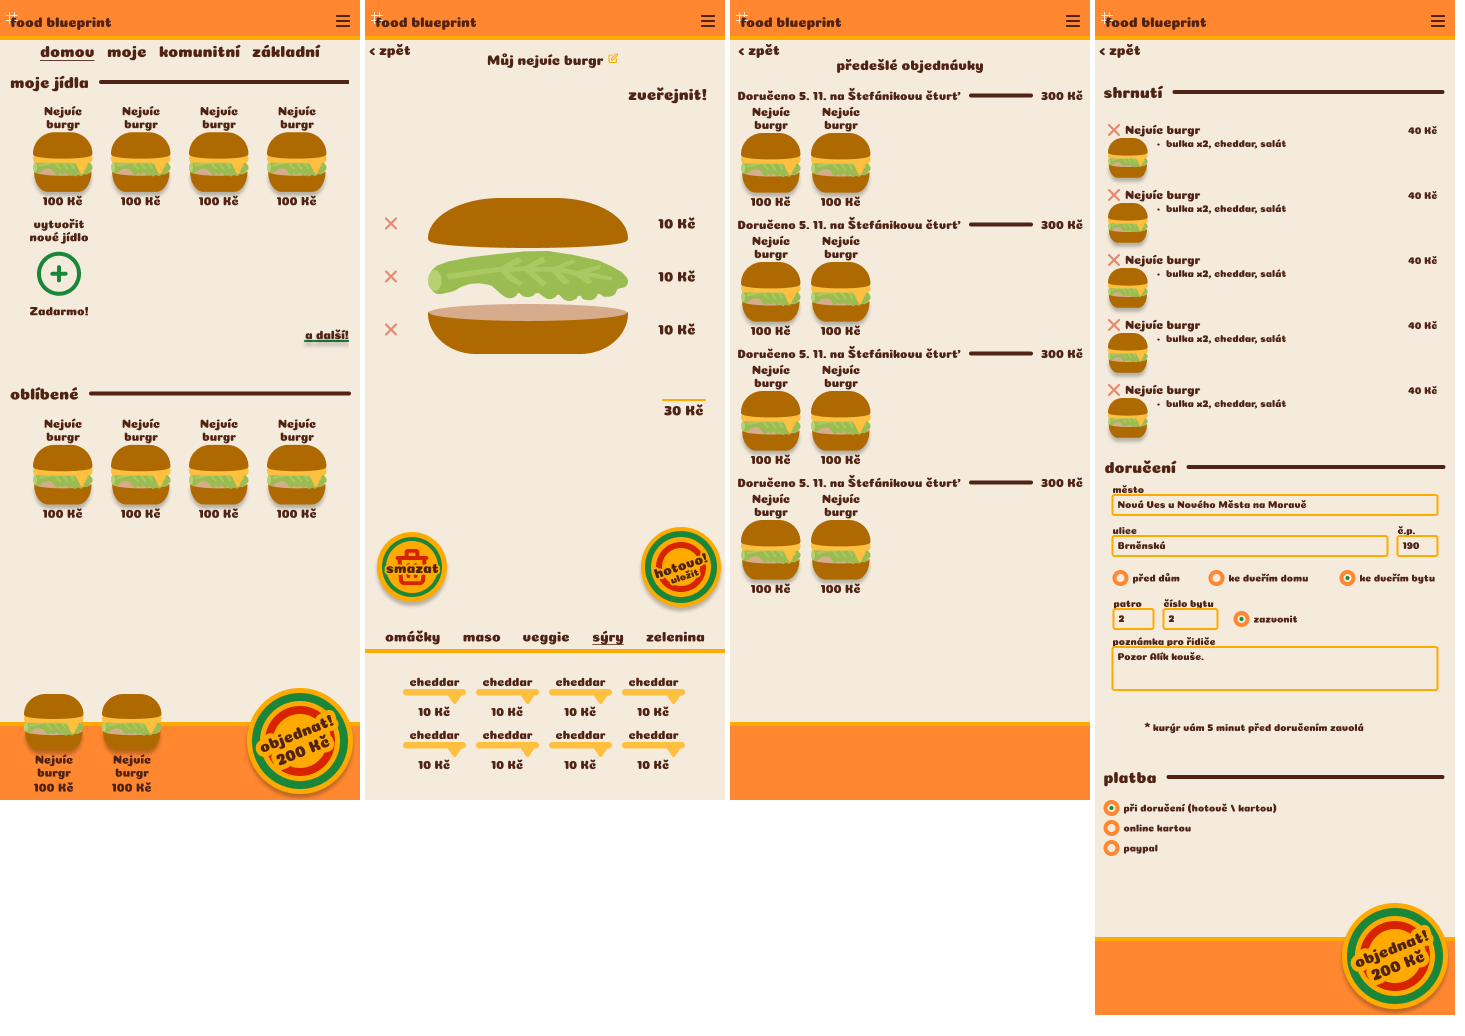 food blueprint
domov moje komunitní základní
moje jídla
Nejvíc Nejvíc Nejvíc Nejvíc
burgr burgr burgr burgr
100 Kč 100 Kč 100 Kč 100 Kč
vytvořit
nové jídlo
Zadarmo!
a další!
oblíbené
Nejvíc Nejvíc Nejvíc Nejvíc
burgr burgr burgr burgr
100 Kč 100 Kč 100 Kč 100 Kč
Nejvíc Nejvíc
burgr burgr
100 Kč 100 Kč
objednat!
200 Kč
food blueprint
< zpět
Můj nejvíc burgr
zveřejnit!
10 Kč
10 Kč
10 Kč
30 Kč
smazat
hotovo!
uložit
omáčky maso veggie sýry zelenina
cheddar cheddar cheddar cheddar
10 Kč 10 Kč 10 Kč 10 Kč
cheddar cheddar cheddar cheddar
10 Kč 10 Kč 10 Kč 10 Kč
food blueprint
< zpět
předešlé objednávky
Doručeno 5. 11. na Štefánikovu čtvrť 300 Kč
Nejvíc Nejvíc
burgr burgr
100 Kč 100 Kč
Doručeno 5. 11. na Štefánikovu čtvrť 300 Kč
Nejvíc Nejvíc
burgr burgr
100 Kč 100 Kč
Doručeno 5. 11. na Štefánikovu čtvrť 300 Kč
Nejvíc Nejvíc
burgr burgr
100 Kč 100 Kč
Doručeno 5. 11. na Štefánikovu čtvrť 300 Kč
Nejvíc Nejvíc
burgr burgr
100 Kč 100 Kč
food blueprint
< zpět
shrnutí
Nejvíc burgr 40 Kč
• bulka x2, cheddar, salát
Nejvíc burgr 40 Kč
• bulka x2, cheddar, salát
Nejvíc burgr 40 Kč
• bulka x2, cheddar, salát
Nejvíc burgr 40 Kč
• bulka x2, cheddar, salát
Nejvíc burgr 40 Kč
• bulka x2, cheddar, salát
doručení
město
Nová Ves u Nového Města na Moravě
ulice č.p.
Brněnská 190
před dům ke dveřím domu ke dveřím bytu
patro číslo bytu
2 2 zazvonit
poznámka pro řidiče
Pozor Alík kouše.
* kurýr vám 5 minut před doručením zavolá
platba
při doručení (hotově \ kartou)
online kartou
paypal
objednat!
200 Kč